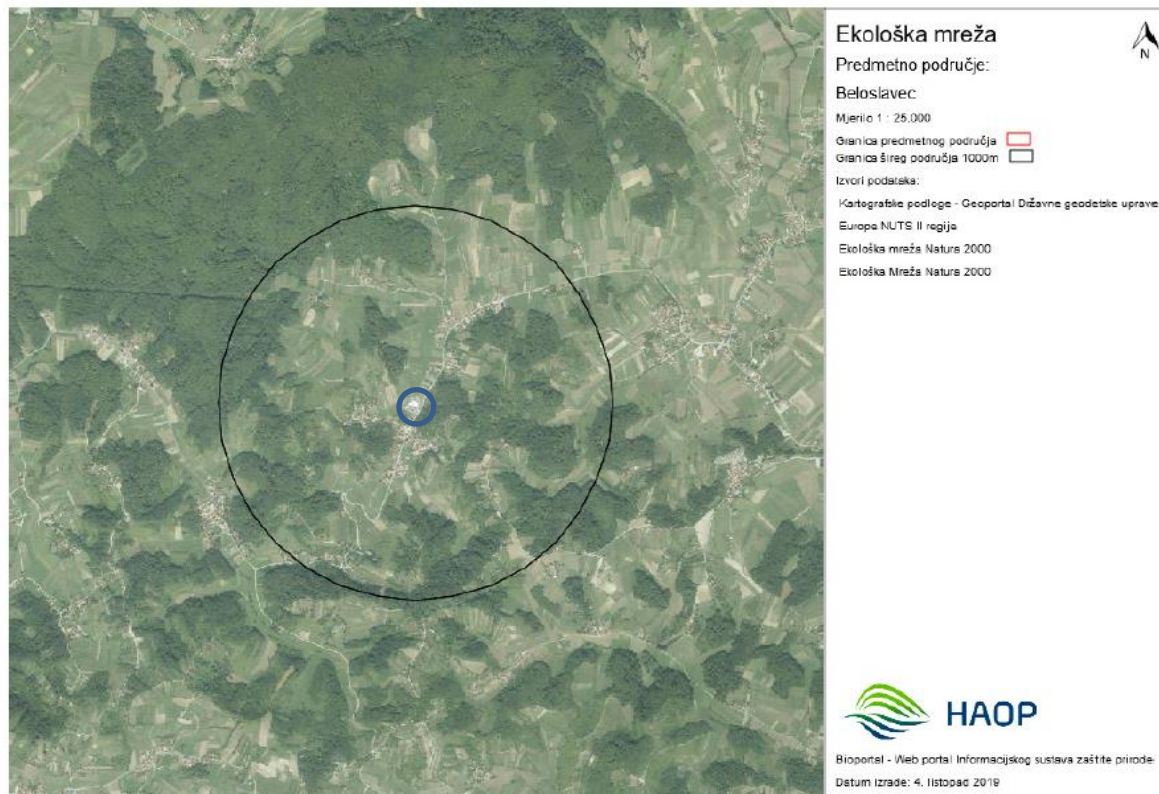 Ekološka mreža
N
Predmetno područje:
Beloslavec
Mjerilo 1 : 25.000
Granica predmetnog područja
Granica šireg područja 1000m
Izvori podataka:
Kartografske podloge - Geoportal Državne geodetske uprave
Europa NUTS II regija
Ekološka mreža Natura 2000
Ekološka Mreža Natura 2000
HAOP
Bioportal - Web portal Informacijskog sustava zaštite prirode
Datum izrade: 4. listopad 2019